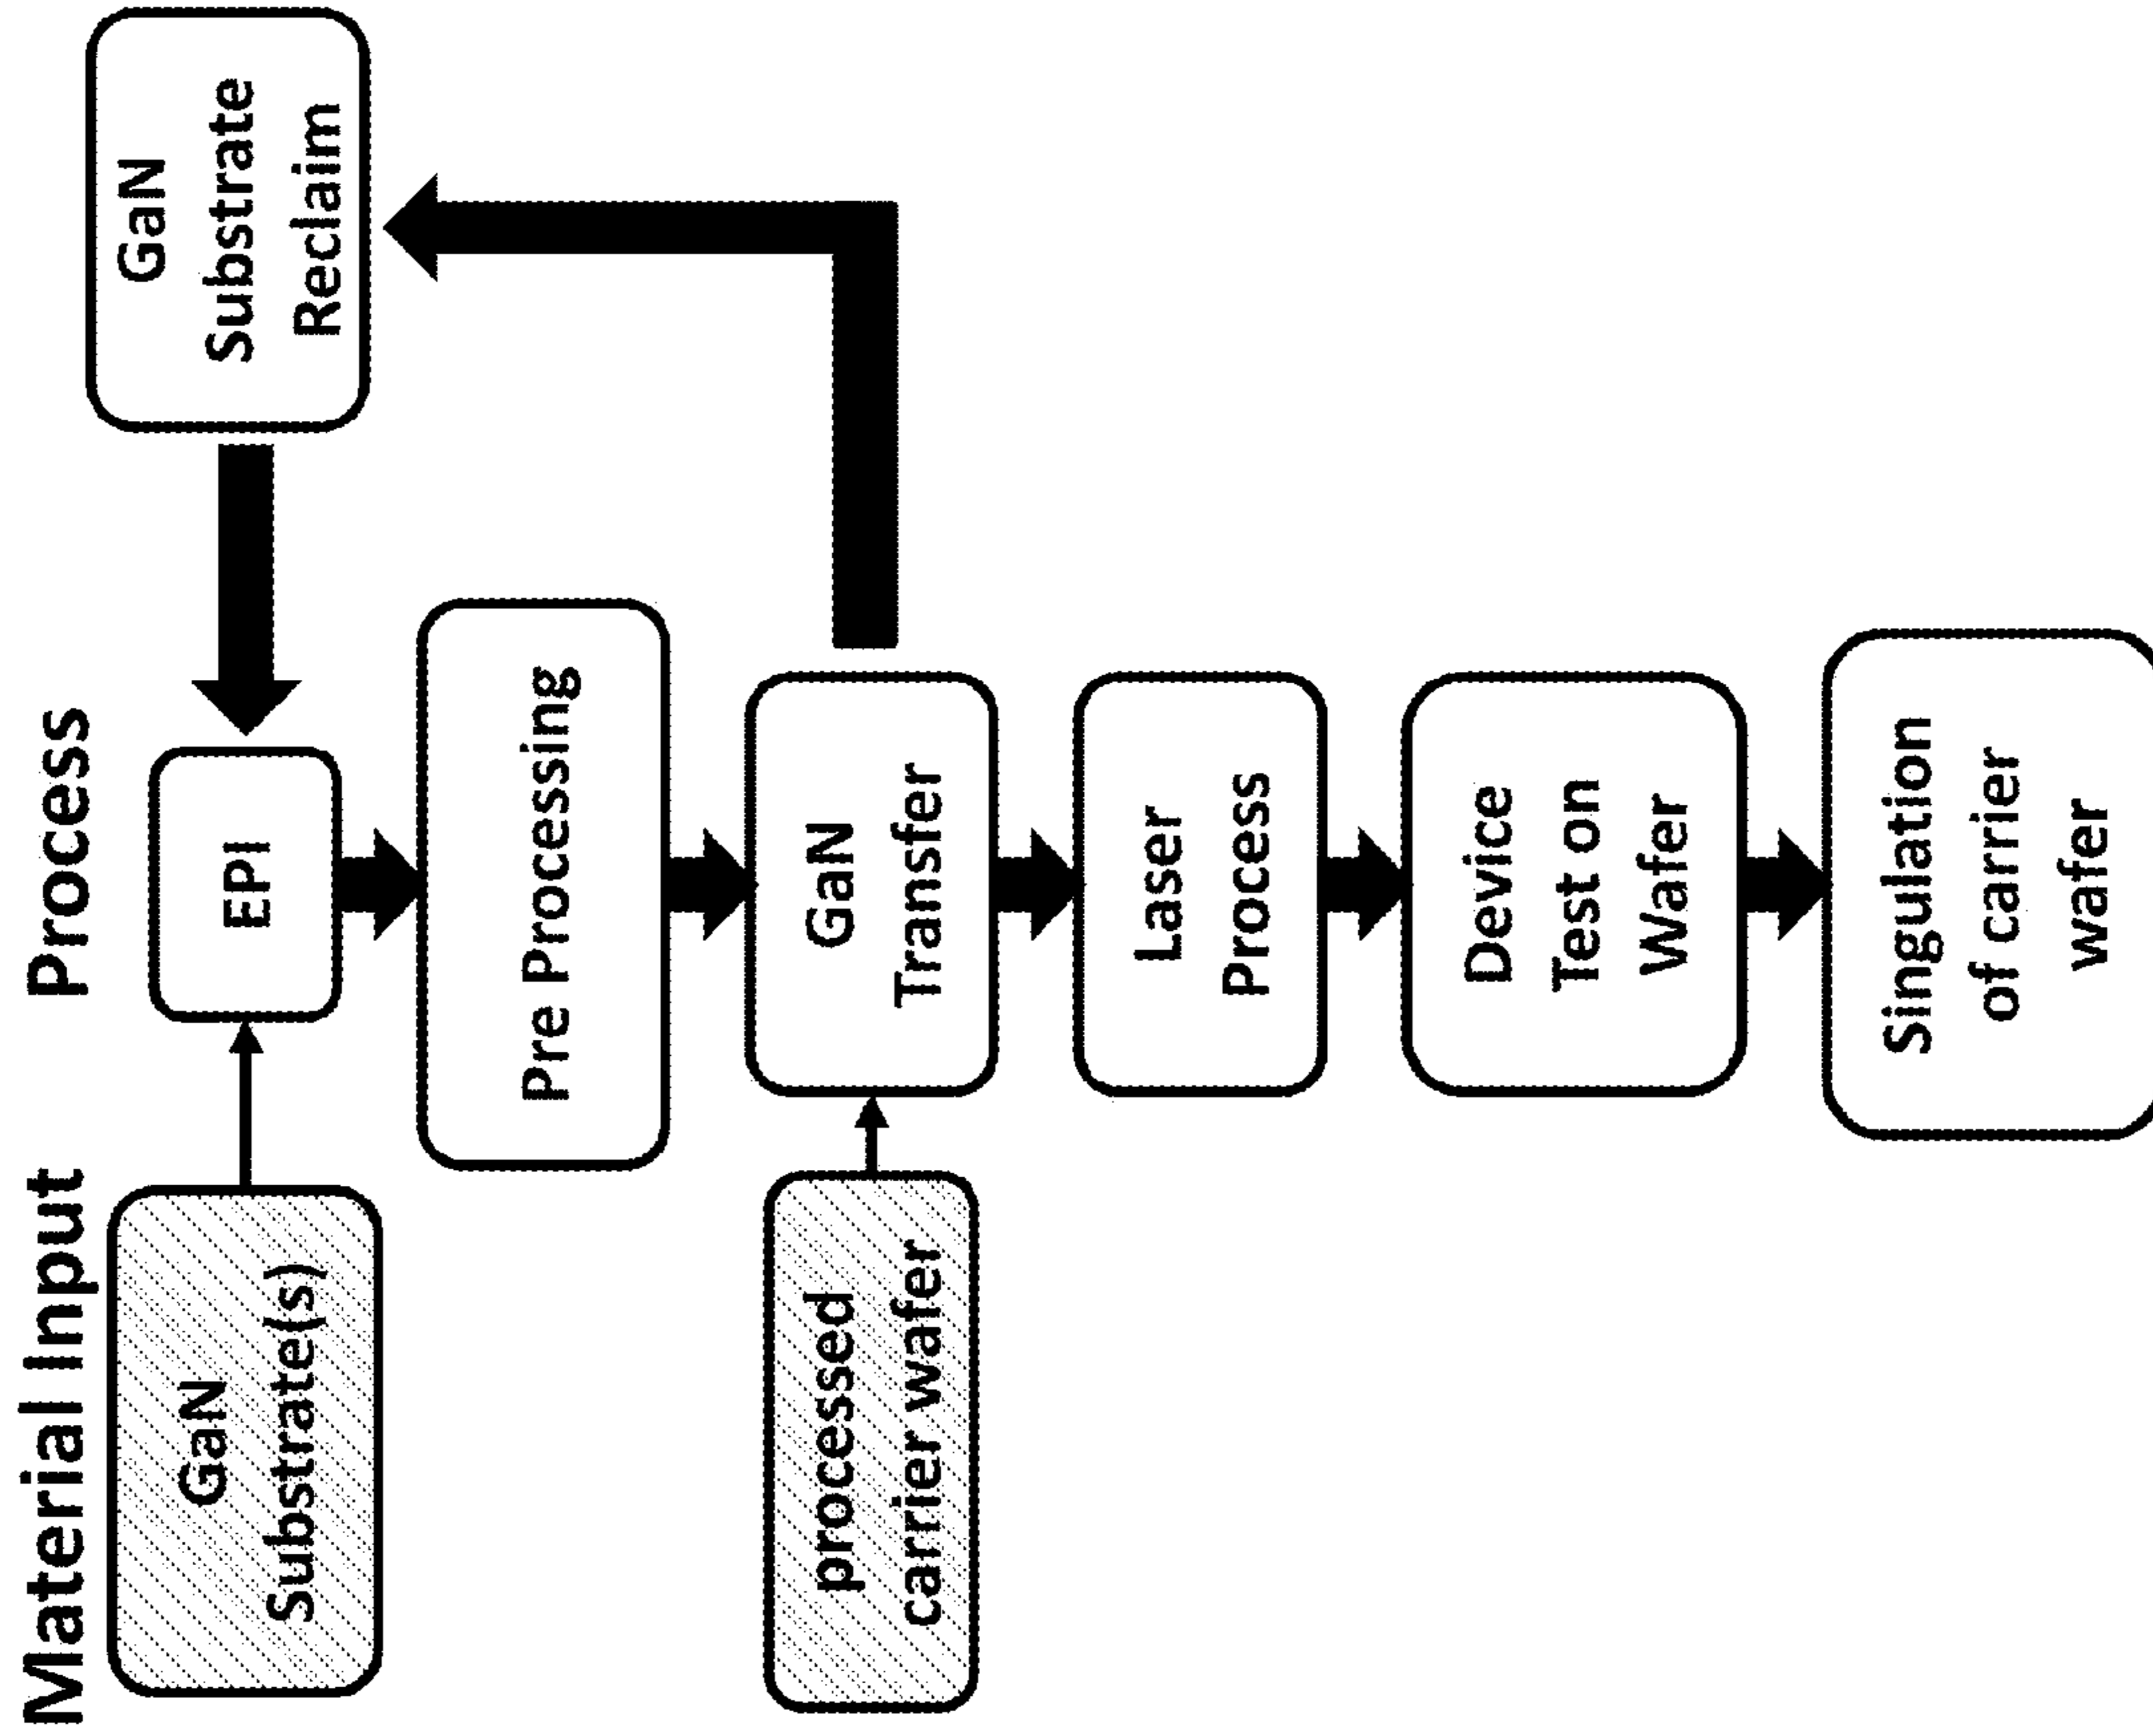 Material Input
Process
GaN
Substrate(s)
EPI
GaN
Substrate
Reclaim
Pre Processing
processed
carrier wafer
GaN
Transfer
Laser
Process
Device
Test on
Wafer
Singulation
of carrier
wafer